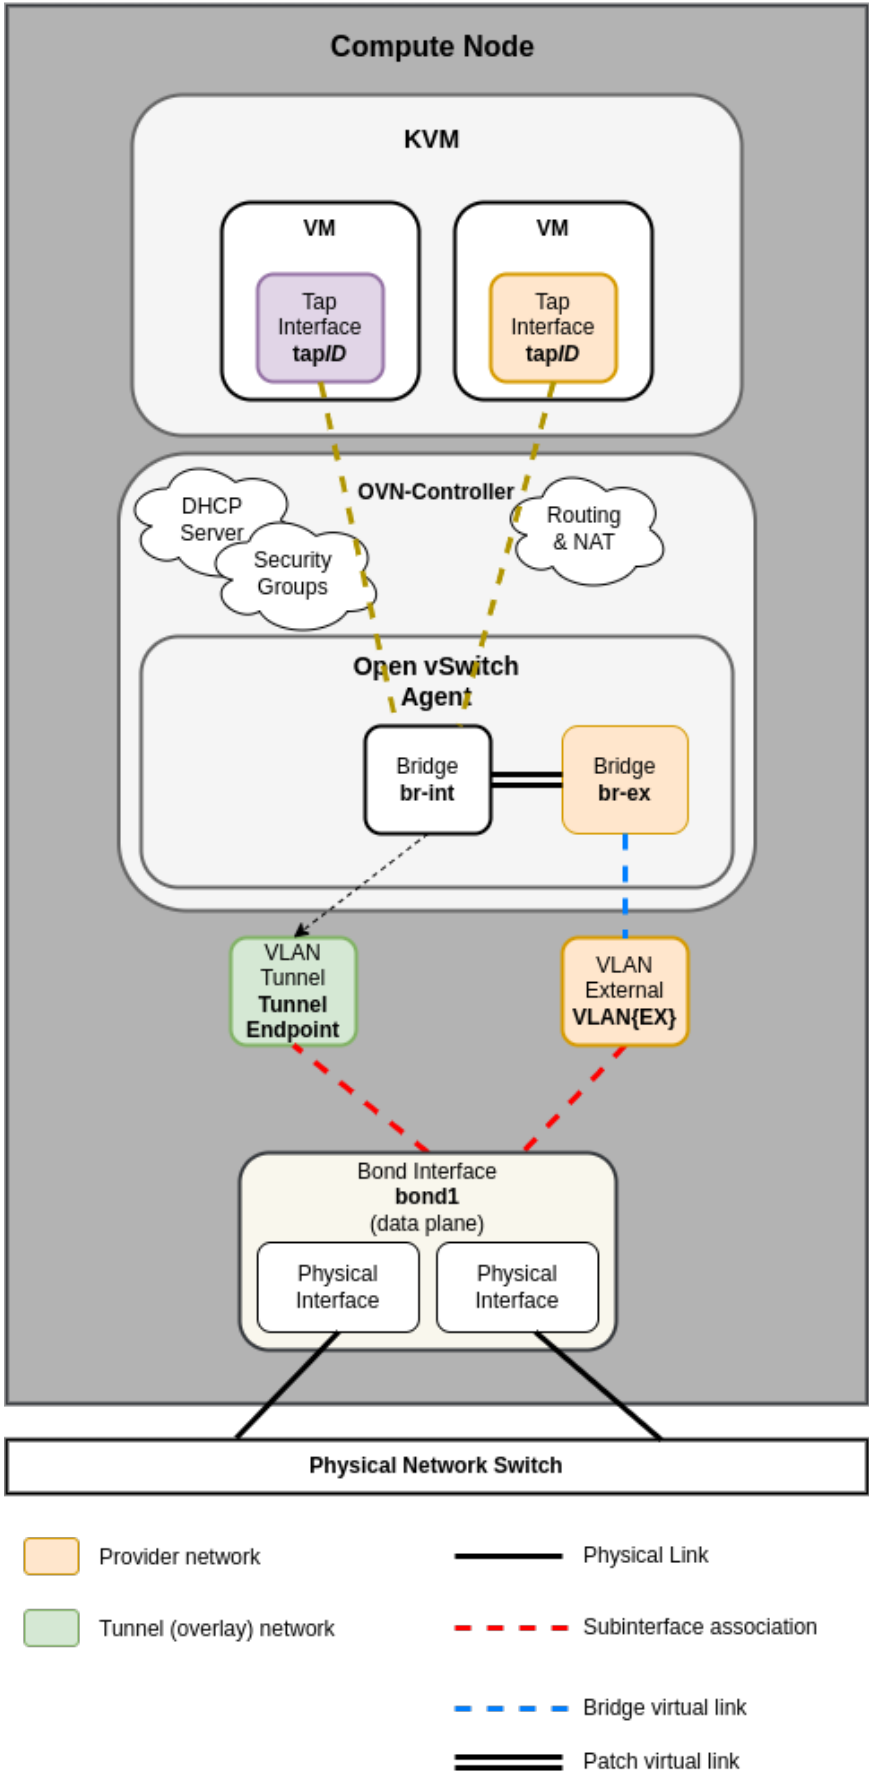 Compute Node
KVM
VM
VM
Tap
Interface
tapID
Tap
Interface
tapID
OVN-Controller
DHCP
Server
Security
Groups
Routing
& NAT
Open vSwitch
Agent
Bridge
br-int
Bridge
br-ex
VLAN
Tunnel
Tunnel
Endpoint
VLAN
External
VLAN{EX}
Bond Interface
bond1
(data plane)
Physical
Interface
Physical
Interface
Physical Network Switch
Provider network
Physical Link
Tunnel (overlay) network
Subinterface association
Bridge virtual link
Patch virtual link